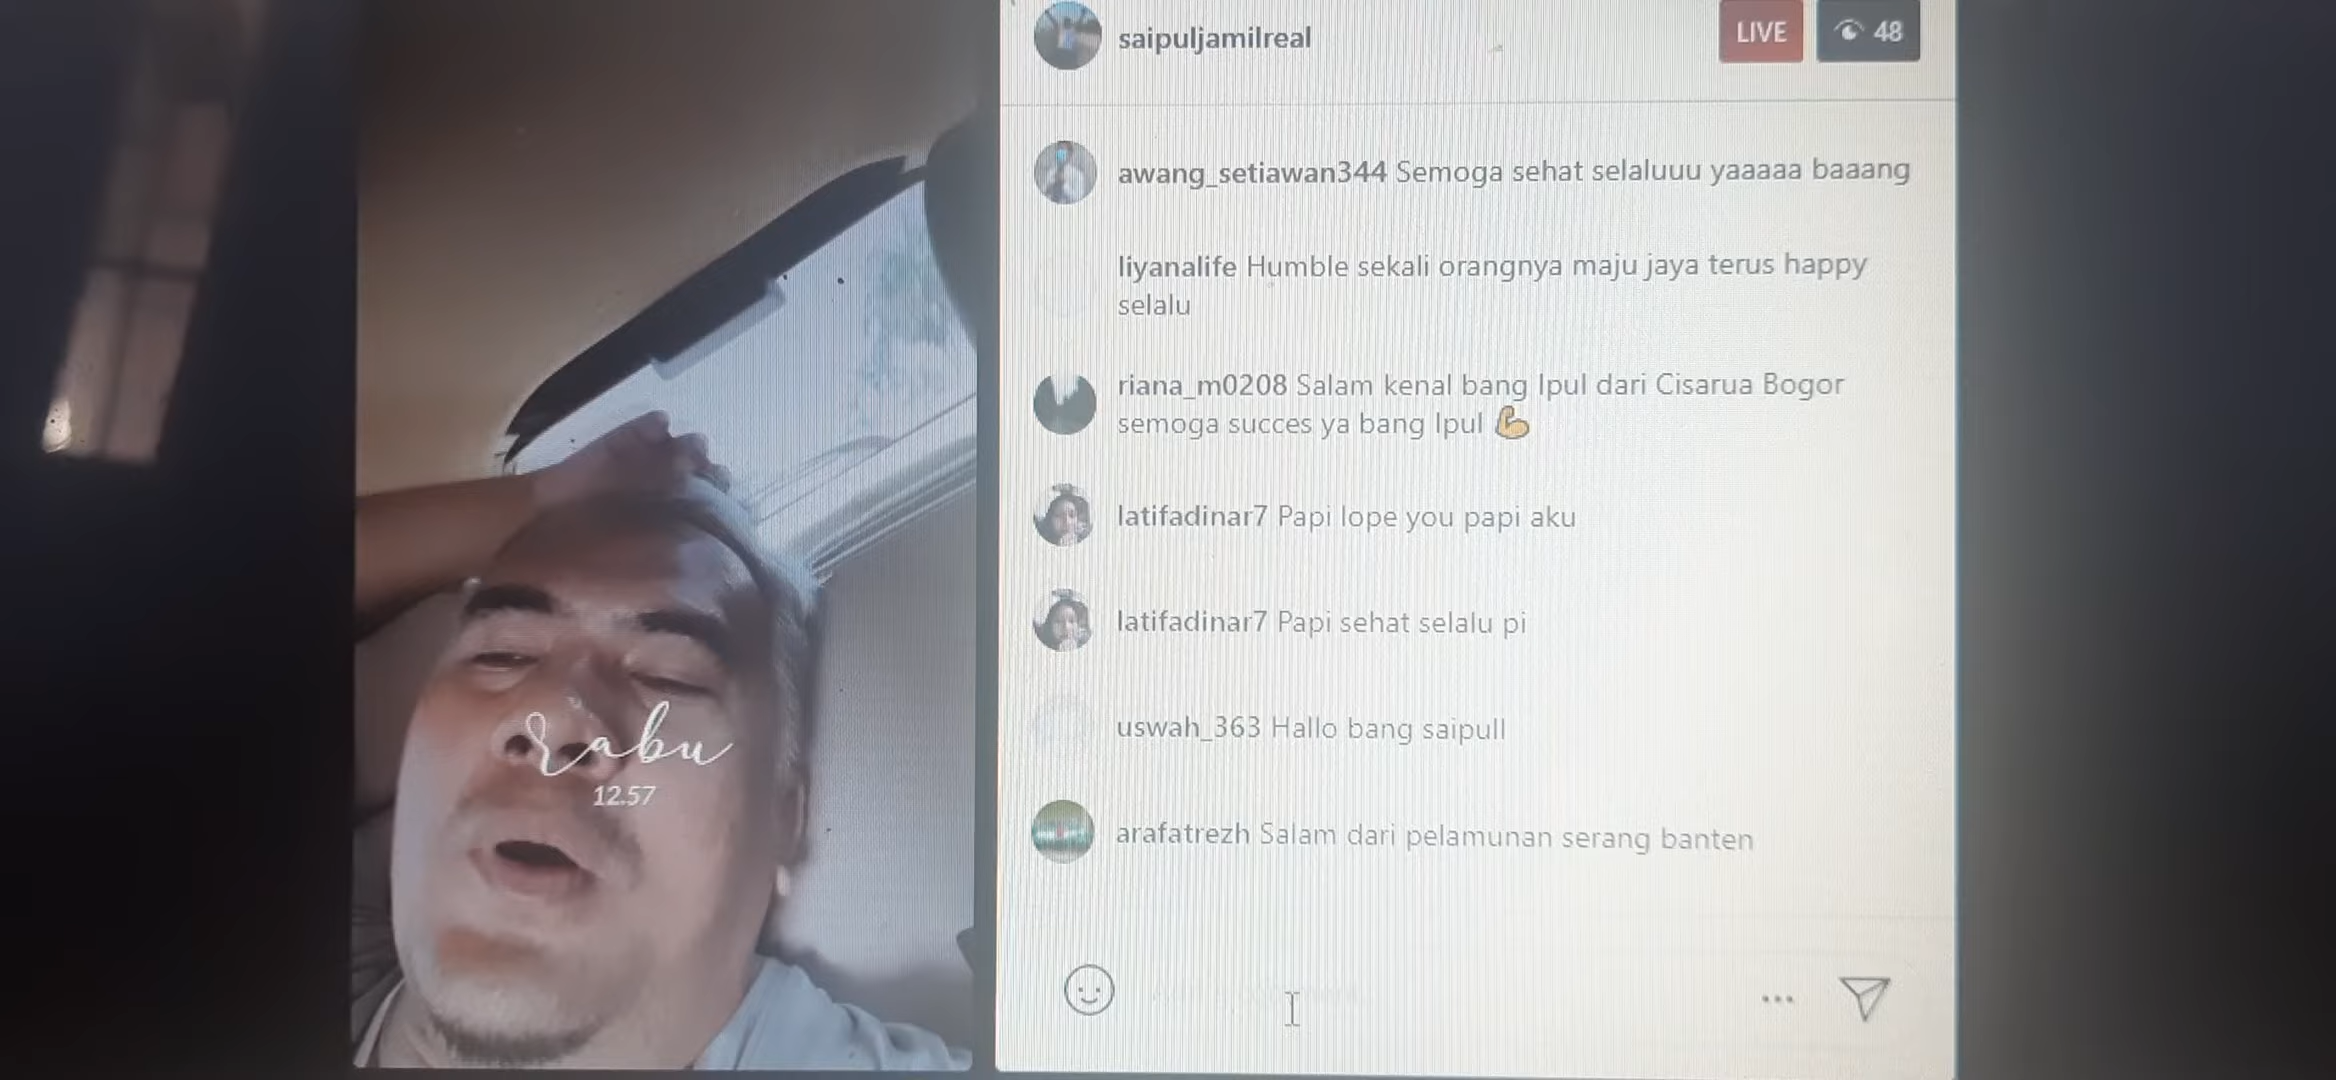 saipuljamilreal
LIVE
48
awang_setiawan344 Semoga sehat selaluuu yaaaaa baaang
liyanalife Humble sekali orangnya maju jaya terus happy
selalu
riana_m0208 Salam kenal bang Ipul dari Cisarua Bogor
semoga succes ya bang Ipul 💪
latifadinar7 Papi lope you papi aku
latifadinar7 Papi sehat selalu pi
uswah_363 Hallo bang saipull
arafatrezh Salam dari pelamunan serang banten
rabu
12.57